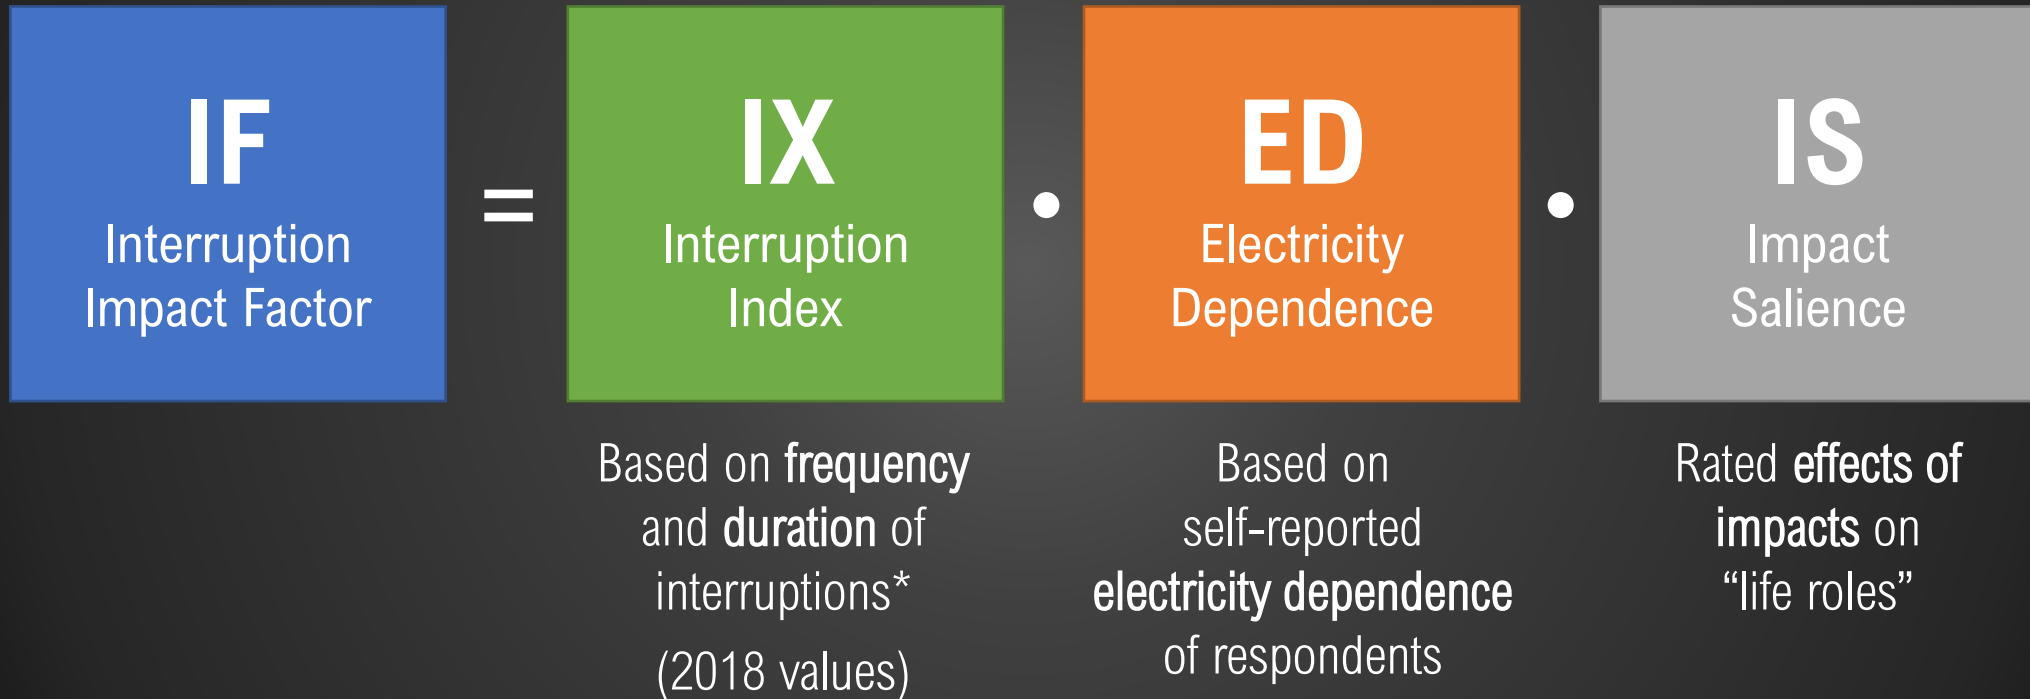 IF
Interruption
Impact Factor
=
IX
Interruption
Index
•
ED
Electricity
Dependence
•
IS
Impact
Salience
Based on frequency
and duration of
interruptions*
(2018 values)
Based on
self-reported
electricity dependence
of respondents
Rated effects of
impacts on
“life roles”